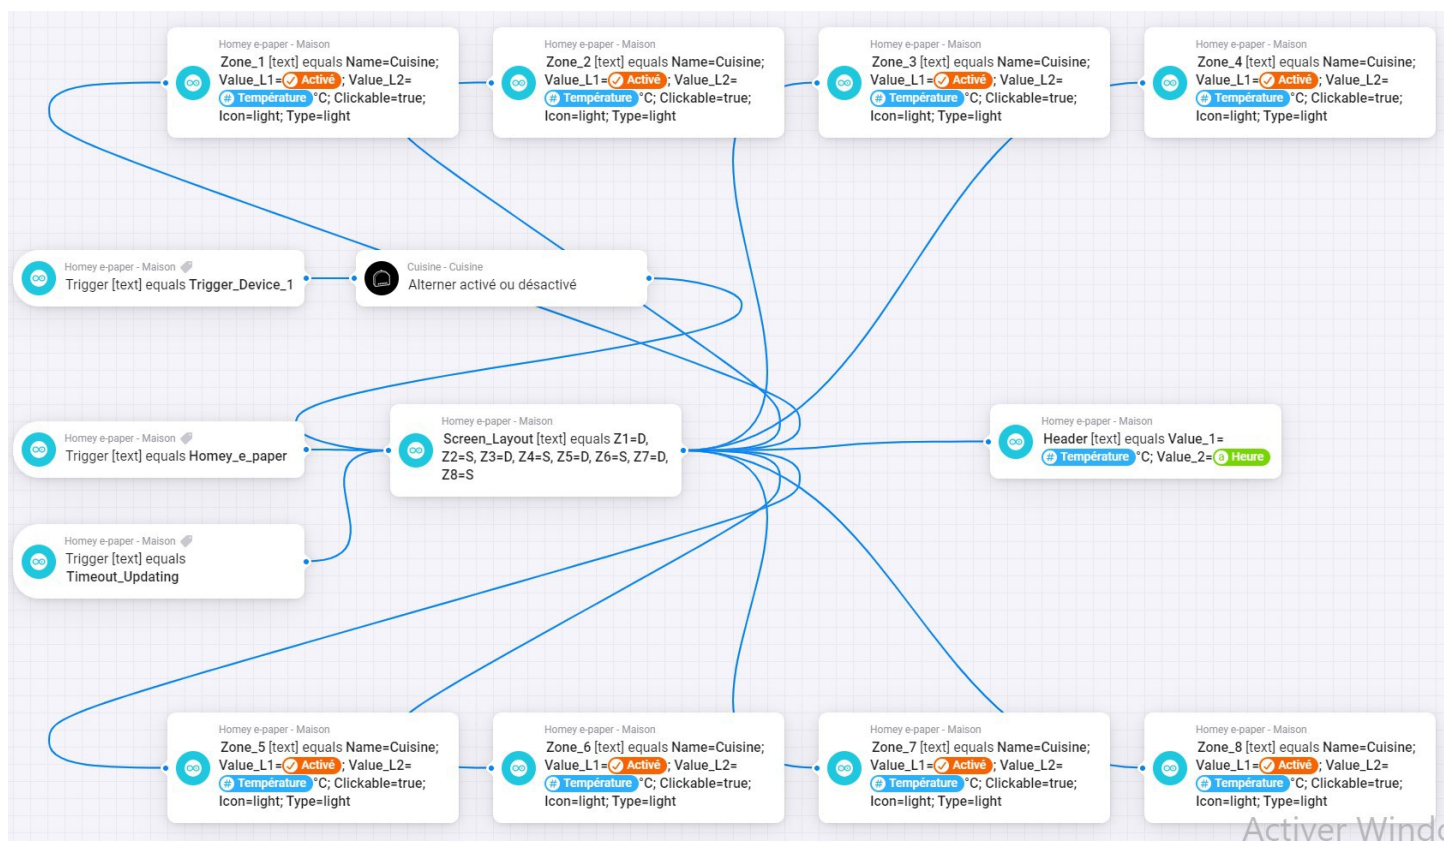 Homey e-paper - Maison
Zone_1 [text] equals Name=Cuisine;
Value_L1= Activé ; Value_L2=
# Température °C; Clickable=true;
Icon=light; Type=light
Homey e-paper - Maison
Zone_2 [text] equals Name=Cuisine;
Value_L1= Activé ; Value_L2=
# Température °C; Clickable=true;
Icon=light; Type=light
Homey e-paper - Maison
Zone_3 [text] equals Name=Cuisine;
Value_L1= Activé ; Value_L2=
# Température °C; Clickable=true;
Icon=light; Type=light
Homey e-paper - Maison
Zone_4 [text] equals Name=Cuisine;
Value_L1= Activé ; Value_L2=
# Température °C; Clickable=true;
Icon=light; Type=light
Homey e-paper - Maison
Trigger [text] equals Trigger_Device_1
Cuisine - Cuisine
Alterner activé ou désactivé
Homey e-paper - Maison
Trigger [text] equals Homey_e_paper
Homey e-paper - Maison
Screen_Layout [text] equals Z1=D,
Z2=S, Z3=D, Z4=S, Z5=D, Z6=S, Z7=D,
Z8=S
Homey e-paper - Maison
Header [text] equals Value_1=
# Température °C; Value_2= a Heure
Homey e-paper - Maison
Trigger [text] equals
Timeout_Updating
Homey e-paper - Maison
Zone_5 [text] equals Name=Cuisine;
Value_L1= Activé ; Value_L2=
# Température °C; Clickable=true;
Icon=light; Type=light
Homey e-paper - Maison
Zone_6 [text] equals Name=Cuisine;
Value_L1= Activé ; Value_L2=
# Température °C; Clickable=true;
Icon=light; Type=light
Homey e-paper - Maison
Zone_7 [text] equals Name=Cuisine;
Value_L1= Activé ; Value_L2=
# Température °C; Clickable=true;
Icon=light; Type=light
Homey e-paper - Maison
Zone_8 [text] equals Name=Cuisine;
Value_L1= Activé ; Value_L2=
# Température °C; Clickable=true;
Icon=light; Type=light
Activer Windo